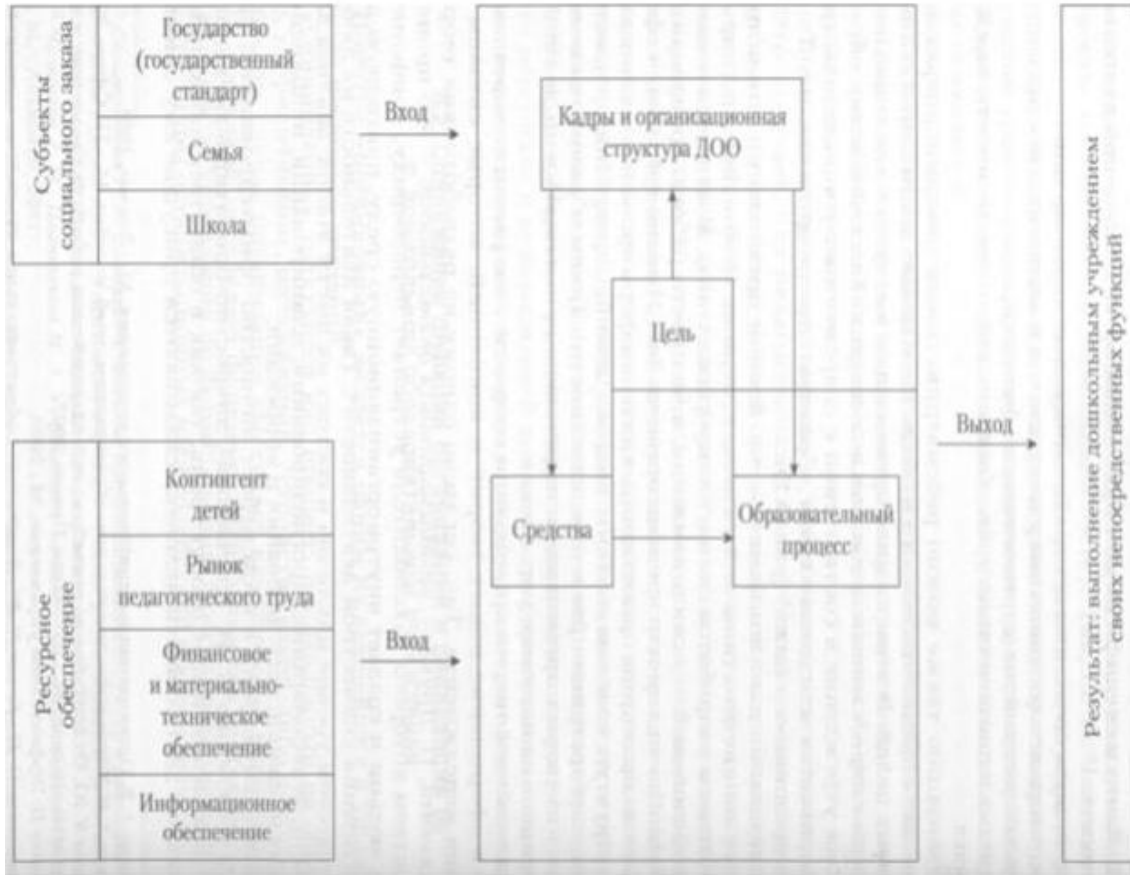 Субъекты
социального заказа
Государство
(государственный
стандарт)
Семья
Школа
Вход
Ресурсное
обеспечение
Контингент
детей
Рынок
педагогического труда
Финансовое
и материально-
техническое
обеспечение
Информационное
обеспечение
Вход
Кадры и организационная
структура ДОО
Цель
Средства
Образовательный
процесс
Выход
Результат: выполнение дошкольным учреждением
своих непосредственных функций